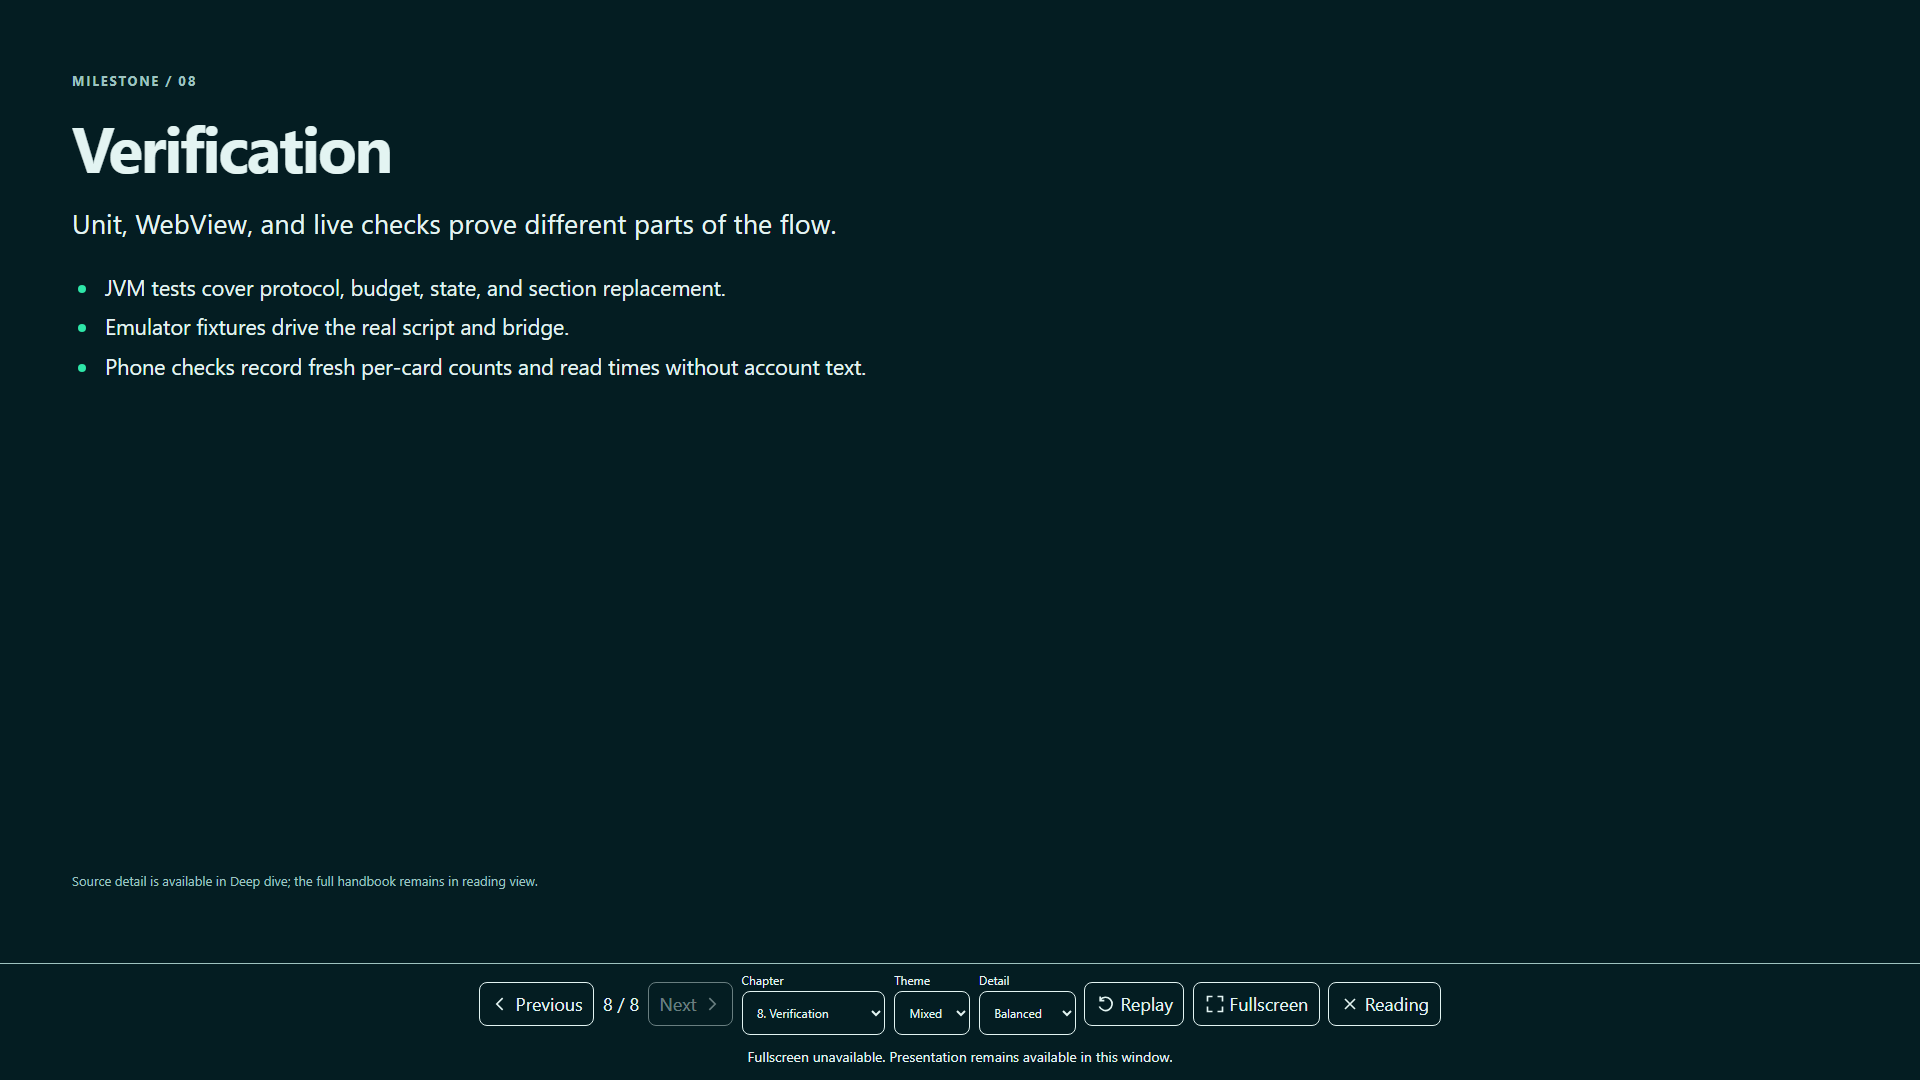 MILESTONE / 08
Verification
Unit, WebView, and live checks prove different parts of the flow.
JVM tests cover protocol, budget, state, and section replacement.
Emulator fixtures drive the real script and bridge.
Phone checks record fresh per-card counts and read times without account text.
Source detail is available in Deep dive; the full handbook remains in reading view.
Chapter Theme Detail
Previous 8 / 8 Next 8. Verification Mixed Balanced Replay Fullscreen Reading
Fullscreen unavailable. Presentation remains available in this window.